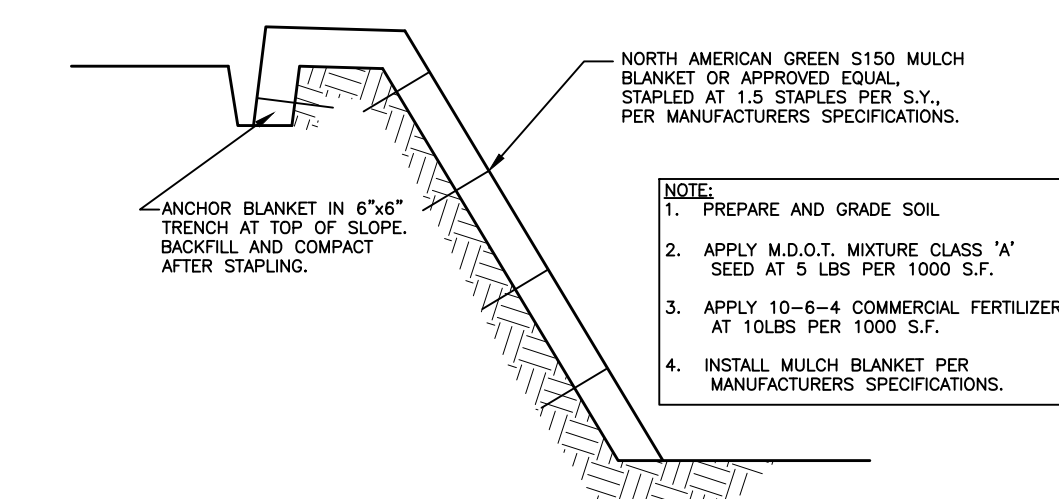 NORTH AMERICAN GREEN S150 MULCH
BLANKET OR APPROVED EQUAL,
STAPLED AT 1.5 STAPLES PER S.Y.,
PER MANUFACTURERS SPECIFICATIONS.
ANCHOR BLANKET IN 6"x6"
TRENCH AT TOP OF SLOPE.
BACKFILL AND COMPACT
AFTER STAPLING.
NOTE:
1. PREPARE AND GRADE SOIL
2. APPLY M.D.O.T. MIXTURE CLASS 'A'
SEED AT 5 LBS PER 1000 S.F.
3. APPLY 10-6-4 COMMERCIAL FERTILIZER
AT 10LBS PER 1000 S.F.
4. INSTALL MULCH BLANKET PER
MANUFACTURERS SPECIFICATIONS.